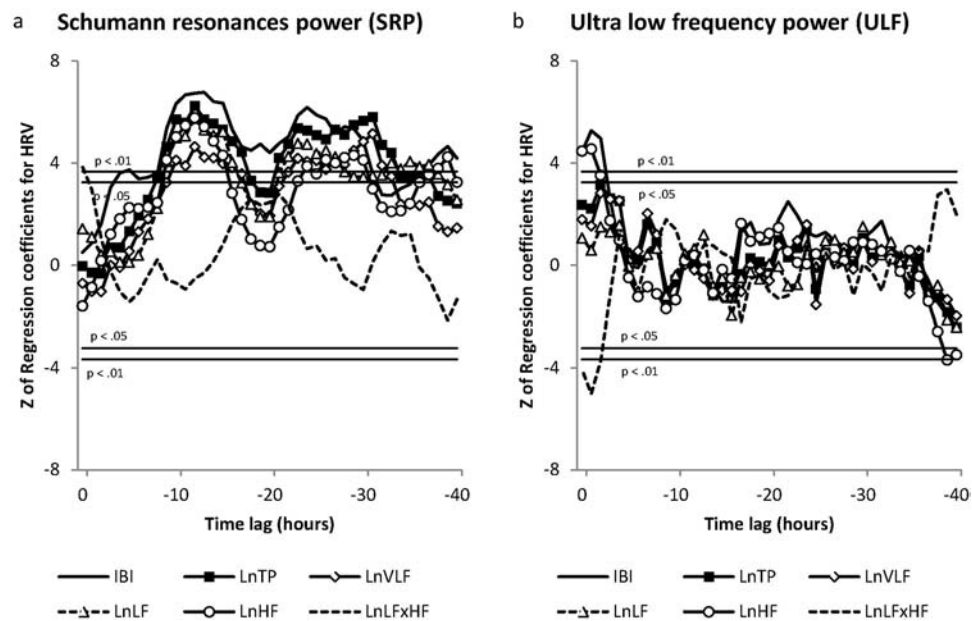 a Schumann resonances power (SRP)
8
4
0
-4
-8
Z of Regression coefficients for HRV
p < .01
p < .05
p < .05
p < .01
0 -10 -20 -30 -40
Time lag (hours)
IBI LnTP LnVLF
LnLF LnHF LnLFxHF
b Ultra low frequency power (ULF)
8
4
0
-4
-8
Z of Regression coefficients for HRV
p < .01
p < .05
p < .05
p < .01
0 -10 -20 -30 -40
Time lag (hours)
IBI LnTP LnVLF
LnLF LnHF LnLFxHF